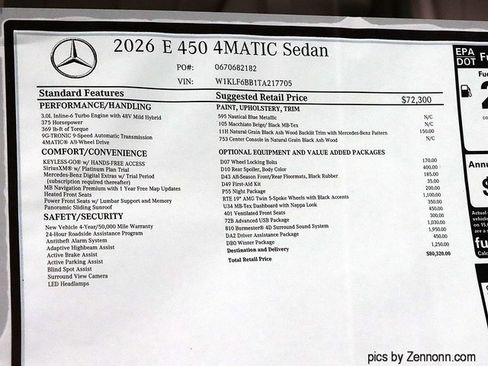 2026 E 450 4MATIC Sedan
PO#: 0670682182
VIN: W1KLF6BB1TA217705
EPA
DOT
Fu
Standard Features
Suggested Retail Price $72,300
PERFORMANCE/HANDLING
3.0L Inline-6 Turbo Engine with 48V Mild Hybrid
375 Horsepower
369 lb-ft of Torque
9G-TRONIC 9-Speed Automatic Transmission
4MATIC® All-Wheel Drive
COMFORT/CONVENIENCE
KEYLESS-GO® w/ HANDS-FREE ACCESS
SiriusXM® w/ Platinum Plan Trial
Mercedes-Benz Digital Extras w/ Trial Period
(subscription required thereafter)
MB Navigation Premium with 1 Year Free Map Updates
Heated Front Seats
Power Front Seats w/ Lumbar Support and Memory
Panoramic Sliding Sunroof
SAFETY/SECURITY
New Vehicle 4-Year/50,000 Mile Warranty
24-Hour Roadside Assistance Program
Antitheft Alarm System
Adaptive Highbeam Assist
Active Brake Assist
Active Parking Assist
Blind Spot Assist
Surround View Camera
LED Headlamps
PAINT, UPHOLSTERY, TRIM
595 Nautical Blue Metallic N/C
105 Macchiato Beige/ Black MB-Tex N/C
11H Natural Grain Black Ash Wood Backlit Trim with Mercedes-Benz Pattern 150.00
753 Center Console in Natural Grain Black Ash Wood N/C
OPTIONAL EQUIPMENT AND VALUE ADDED PACKAGES
D07 Wheel Locking Bolts 170.00
D10 Rear Spoiler, Body Color 400.00
D43 All-Season Front/Rear Floormats, Black Rubber 185.00
D49 First-Aid Kit 35.00
P55 Night Package 200.00
RTE 19" AMG Twin 5-Spoke Wheels with Black Accents 1,100.00
U34 MB-Tex Dashboard with Nappa Look 350.00
401 Ventilated Front Seats 450.00
72B Advanced USB Package 300.00
810 Burmester® 4D Surround Sound System 1,030.00
DA2 Driver Assistance Package 1,950.00
DB0 Winter Package 450.00
Destination and Delivery 1,250.00
Total Retail Price $80,320.00
Annu
$
fu
pics by Zennonn.com